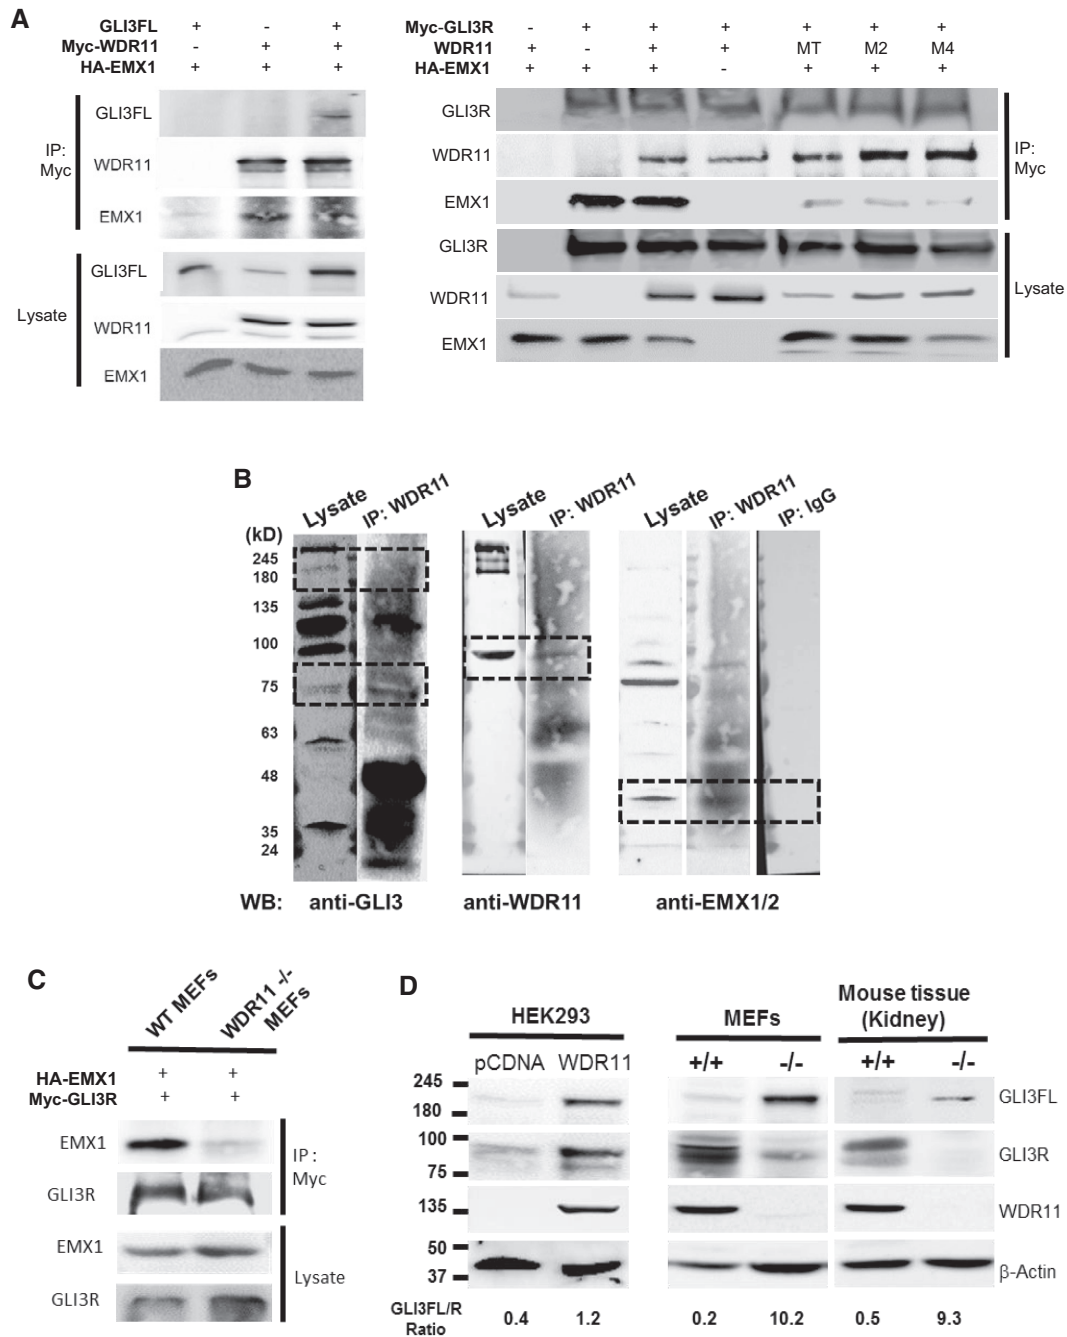 A
GLI3FL + - +
Myc-WDR11 - + +
HA-EMX1 + + +
IP: Myc
GLI3FL
WDR11
EMX1
Lysate
GLI3FL
WDR11
EMX1
Myc-GLI3R - + + + + + +
WDR11 + - + + MT M2 M4
HA-EMX1 + + + - + + +
GLI3R
WDR11
EMX1
IP: Myc
GLI3R
WDR11
EMX1
Lysate
B
Lysate IP: WDR11 Lysate IP: WDR11 Lysate IP: WDR11 IP: IgG
(kD)
245
180
135
100
75
63
48
35
24
WB: anti-GLI3 anti-WDR11 anti-EMX1/2
C
WT MEFs WDR11 -/- MEFs
HA-EMX1 + +
Myc-GLI3R + +
EMX1
GLI3R
IP : Myc
EMX1
GLI3R
Lysate
D
HEK293 MEFs Mouse tissue (Kidney)
pCDNA WDR11 +/+ -/- +/+ -/-
245
180
GLI3FL
100
75
GLI3R
135
WDR11
50
37
β-Actin
GLI3FL/R Ratio 0.4 1.2 0.2 10.2 0.5 9.3